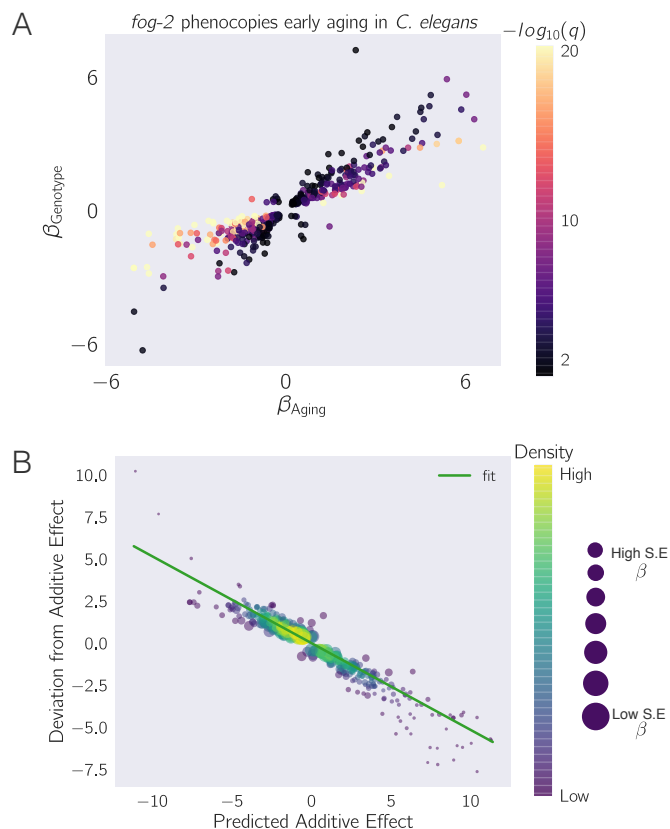 A
fog-2 phenocopies early aging in C. elegans
−log₁₀(q)
20
10
2
6
0
−6
βGenotype
−6
0
6
βAging
B
Density
High
Low
fit
10.0
7.5
5.0
2.5
0.0
−2.5
−5.0
−7.5
Deviation from Additive Effect
−10
−5
0
5
10
Predicted Additive Effect
High S.E
β
Low S.E
β